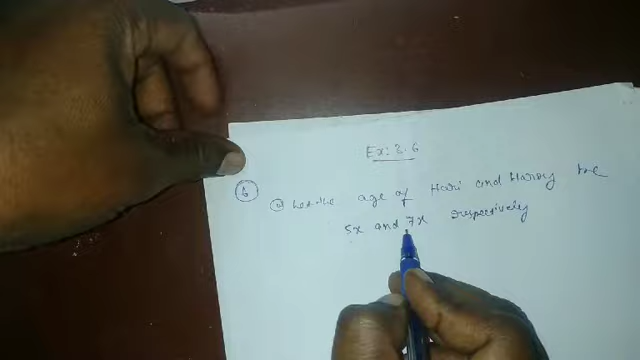 Ex: 2.6
6
a Let the age of Hari and Harry be
5x and 7x respectively